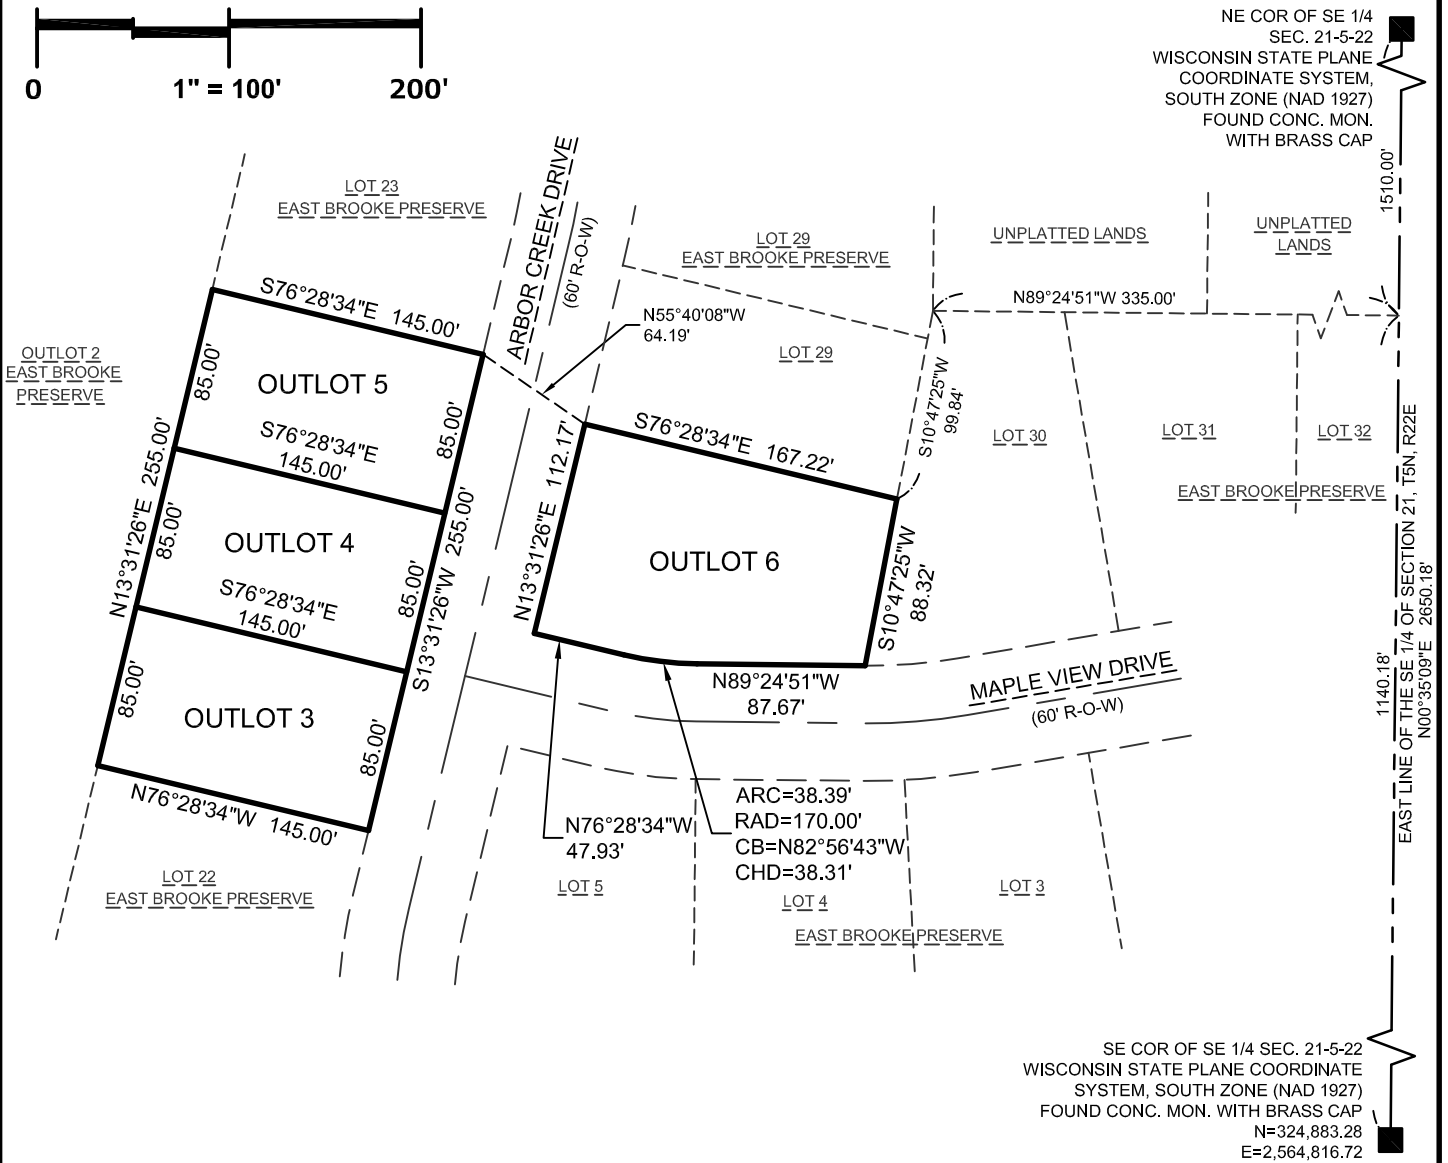 0
1" = 100'
200'
NE COR OF SE 1/4
SEC. 21-5-22
WISCONSIN STATE PLANE
COORDINATE SYSTEM,
SOUTH ZONE (NAD 1927)
FOUND CONC. MON.
WITH BRASS CAP
1510.00'
LOT 23
EAST BROOKE PRESERVE
ARBOR CREEK DRIVE
(60' R-O-W)
LOT 29
EAST BROOKE PRESERVE
UNPLATTED LANDS
UNPLATTED
LANDS
N89°24'51"W 335.00'
S76°28'34"E 145.00'
N55°40'08"W
64.19'
LOT 29
OUTLOT 2
EAST BROOKE
PRESERVE
85.00'
OUTLOT 5
85.00'
S10°47'25"W
99.84'
S76°28'34"E
145.00'
N13°31'26"E 112.17'
S76°28'34"E 167.22'
LOT 30
LOT 31
LOT 32
EAST BROOKE PRESERVE
N13°31'26"E 255.00'
85.00'
OUTLOT 4
85.00'
S13°31'26"W 255.00'
OUTLOT 6
S10°47'25"W
88.32'
S76°28'34"E
145.00'
85.00'
OUTLOT 3
85.00'
N89°24'51"W
87.67'
MAPLE VIEW DRIVE
(60' R-O-W)
1140.18'
EAST LINE OF THE SE 1/4 OF SECTION 21, T5N, R22E
N00°35'09"E 2650.18'
N76°28'34"W 145.00'
N76°28'34"W
47.93'
ARC=38.39'
RAD=170.00'
CB=N82°56'43"W
CHD=38.31'
LOT 22
EAST BROOKE PRESERVE
LOT 5
LOT 4
LOT 3
EAST BROOKE PRESERVE
SE COR OF SE 1/4 SEC. 21-5-22
WISCONSIN STATE PLANE COORDINATE
SYSTEM, SOUTH ZONE (NAD 1927)
FOUND CONC. MON. WITH BRASS CAP
N=324,883.28
E=2,564,816.72